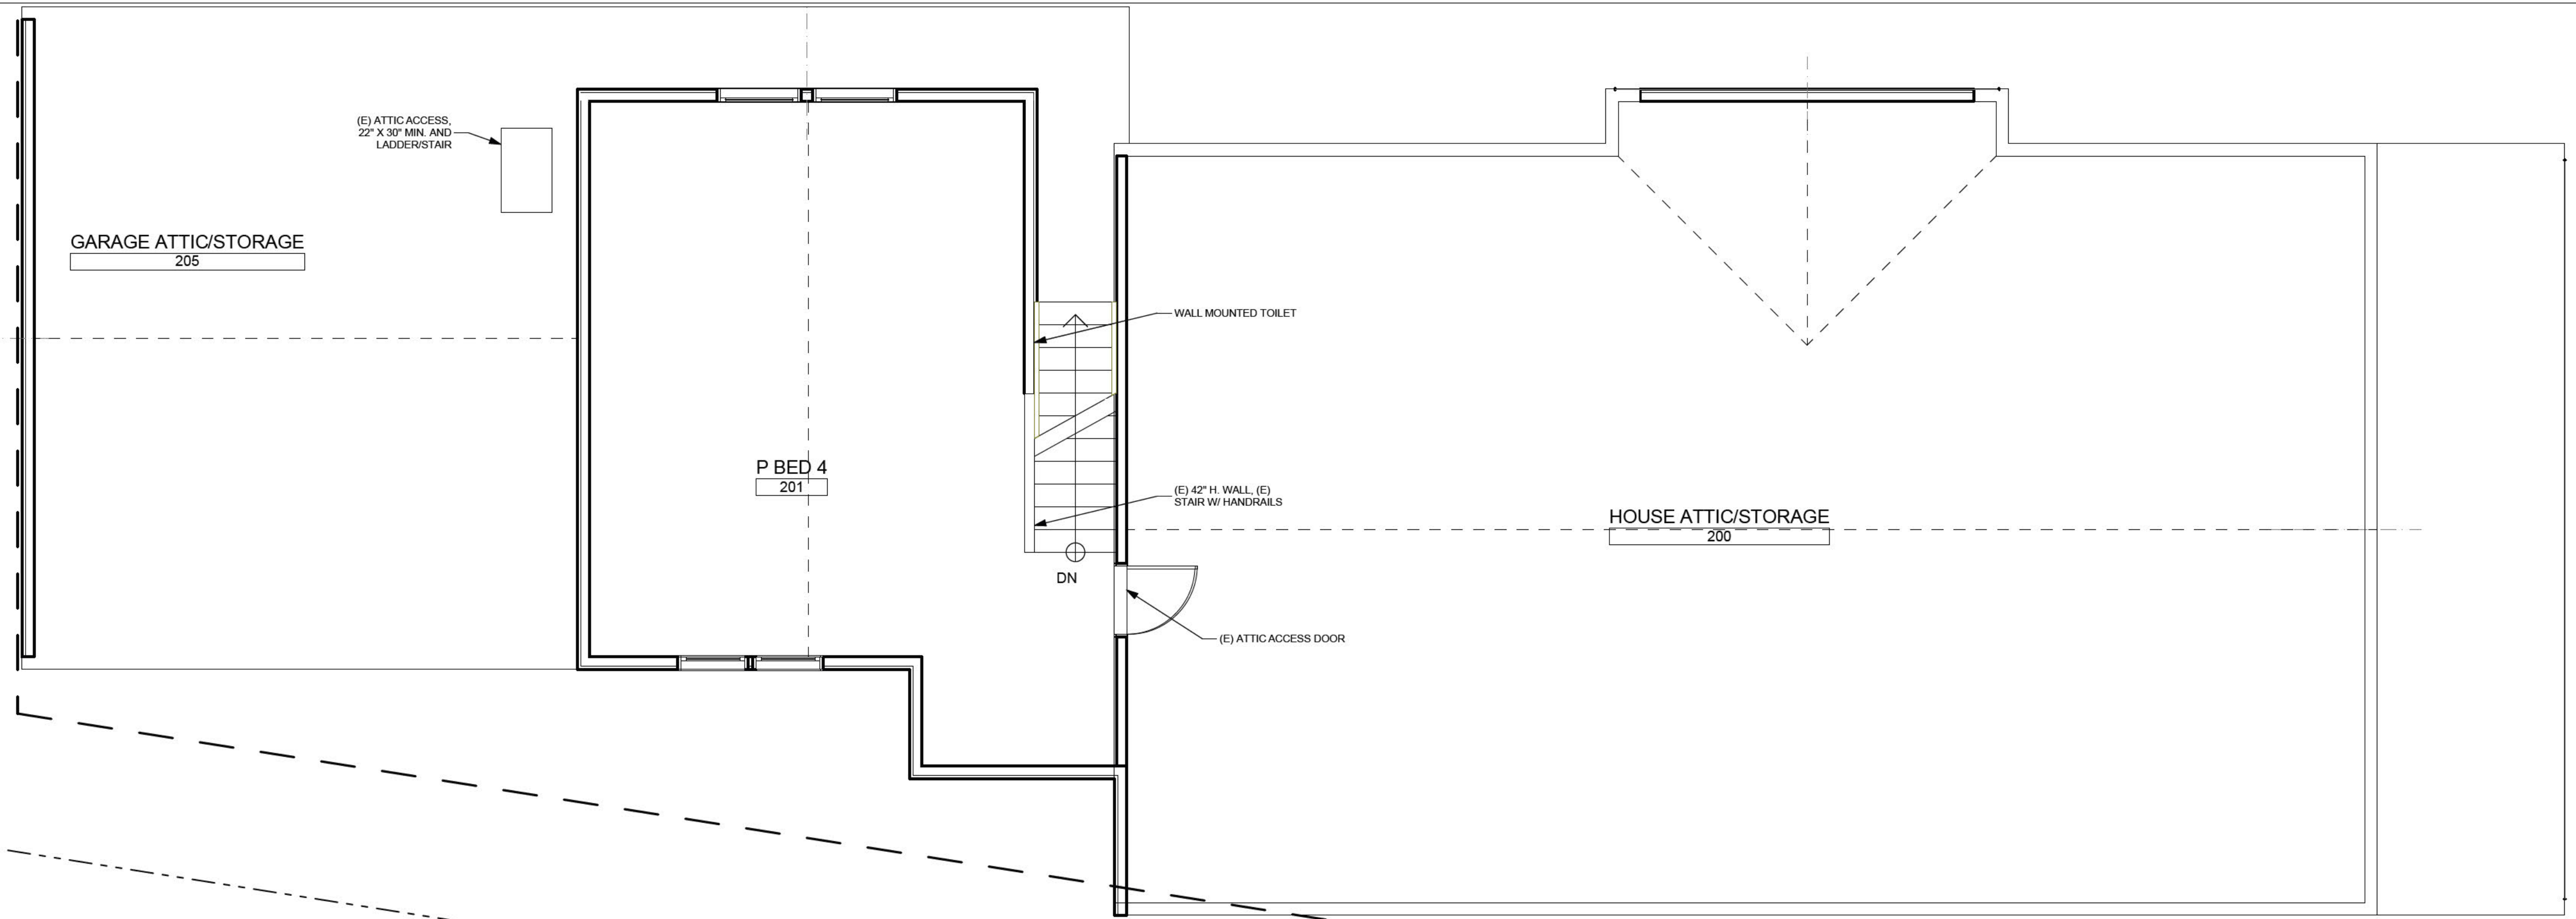 (E) ATTIC ACCESS,
22" X 30" MIN. AND
LADDER/STAIR
GARAGE ATTIC/STORAGE
205
WALL MOUNTED TOILET
P BED 4
201
(E) 42" H. WALL, (E)
STAIR W/ HANDRAILS
HOUSE ATTIC/STORAGE
200
DN
(E) ATTIC ACCESS DOOR